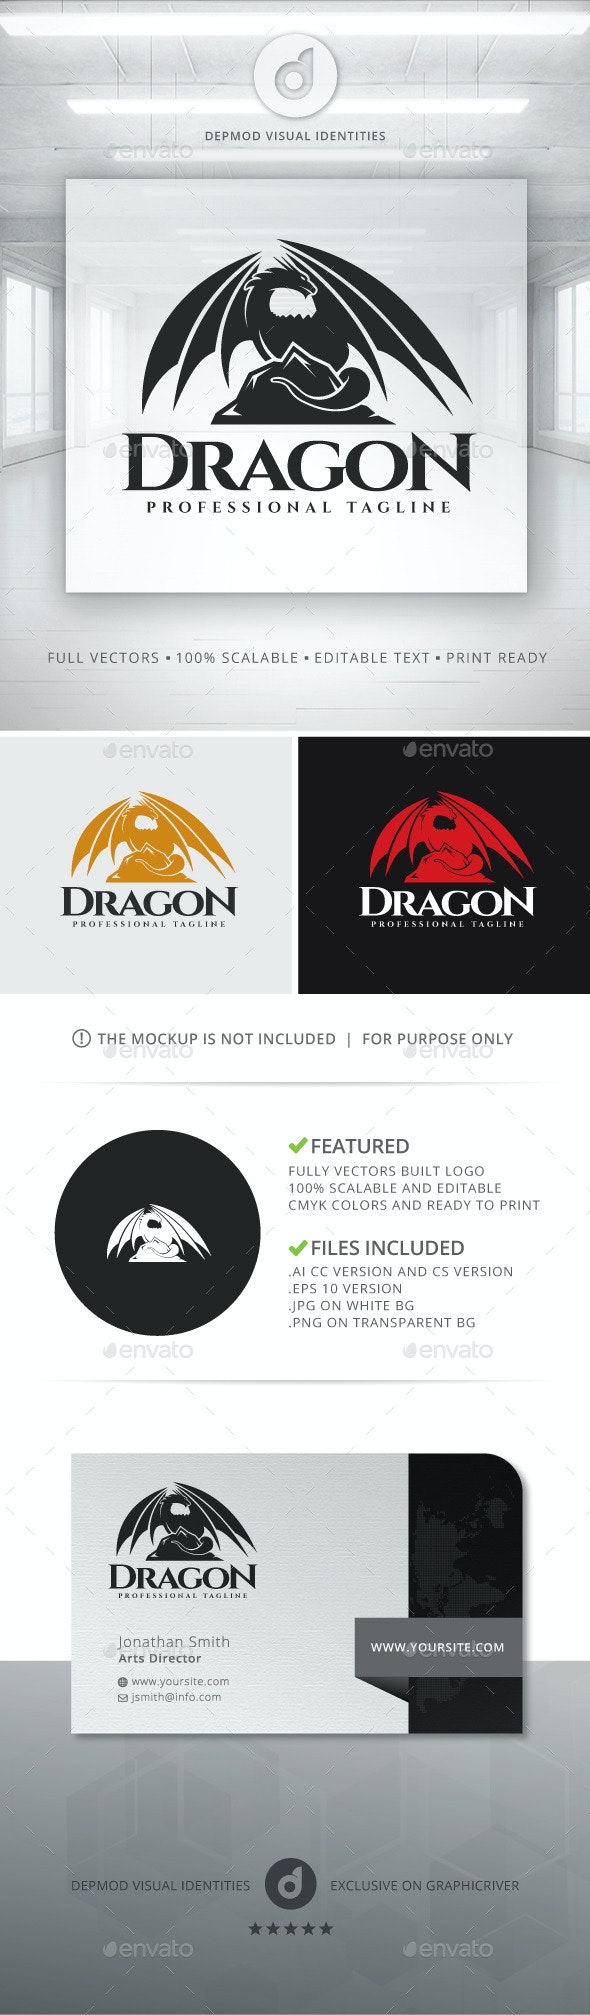 DEPMOD VISUAL IDENTITIES
envato envato
DRAGON
envato envato
PROFESSIONAL TAGLINE
FULL VECTORS ▪ 100% SCALABLE ▪ EDITABLE TEXT ▪ PRINT READY
envato envato
DRAGON
PROFESSIONAL TAGLINE
DRAGON
PROFESSIONAL TAGLINE
THE MOCKUP IS NOT INCLUDED | FOR PURPOSE ONLY
envato envato
FEATURED
FULLY VECTORS BUILT LOGO
100% SCALABLE AND EDITABLE
CMYK COLORS AND READY TO PRINT
FILES INCLUDED
.AI CC VERSION AND CS VERSION
.EPS 10 VERSION
.JPG ON WHITE BG
.PNG ON TRANSPARENT BG
envato envato
DRAGON
PROFESSIONAL TAGLINE
Jonathan Smith
Arts Director
www.yoursite.com
jsmith@info.com
WWW.YOURSITE.COM
envato envato
DEPMOD VISUAL IDENTITIES
EXCLUSIVE ON GRAPHICRIVER
envato envato